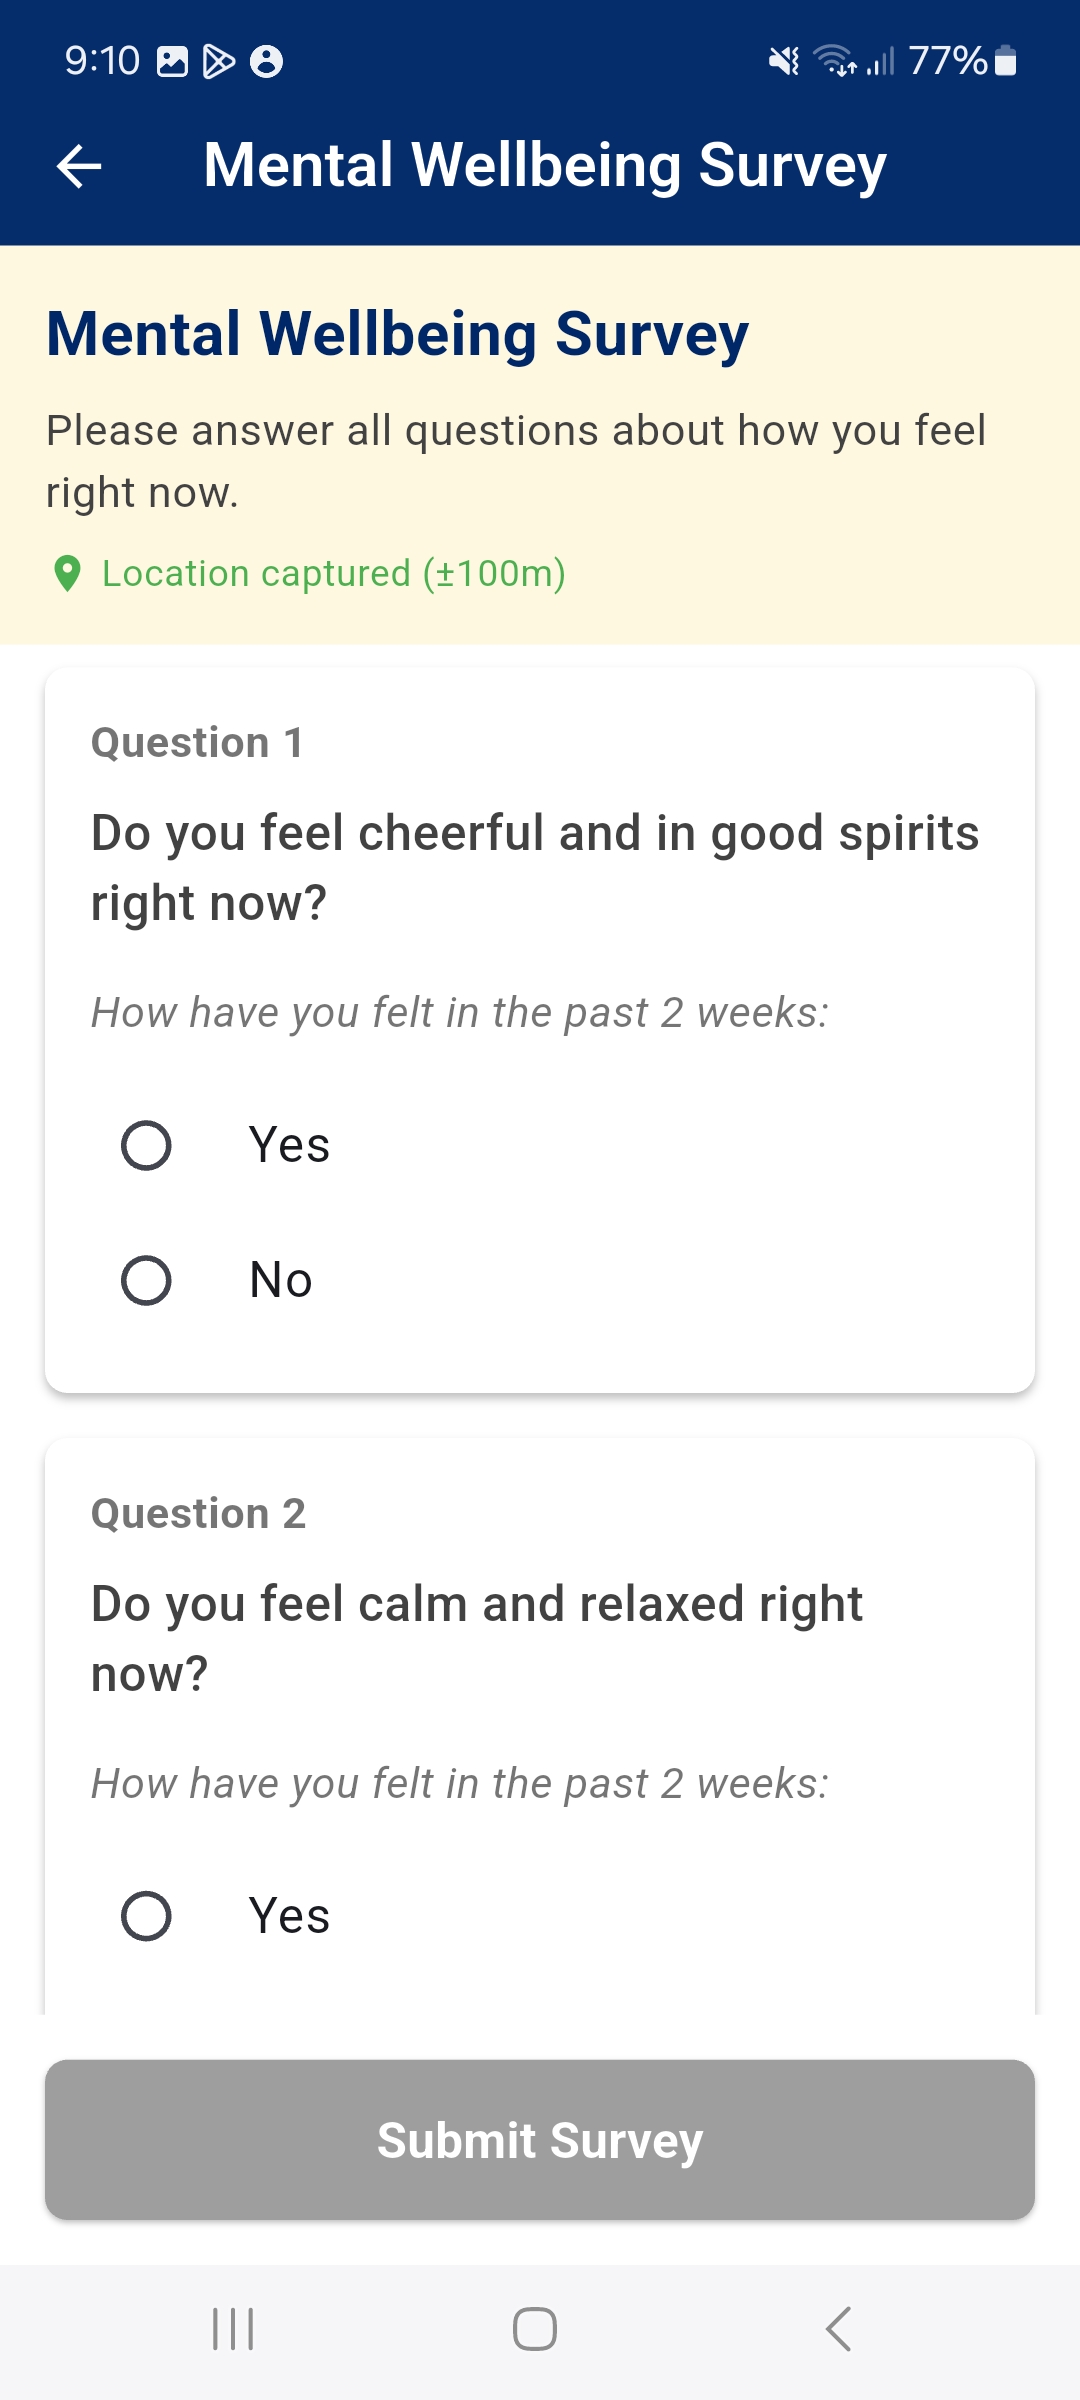 9:10
77%
Mental Wellbeing Survey
Mental Wellbeing Survey
Please answer all questions about how you feel
right now.
Location captured (±100m)
Question 1
Do you feel cheerful and in good spirits
right now?
How have you felt in the past 2 weeks:
Yes
No
Question 2
Do you feel calm and relaxed right
now?
How have you felt in the past 2 weeks:
Yes
Submit Survey